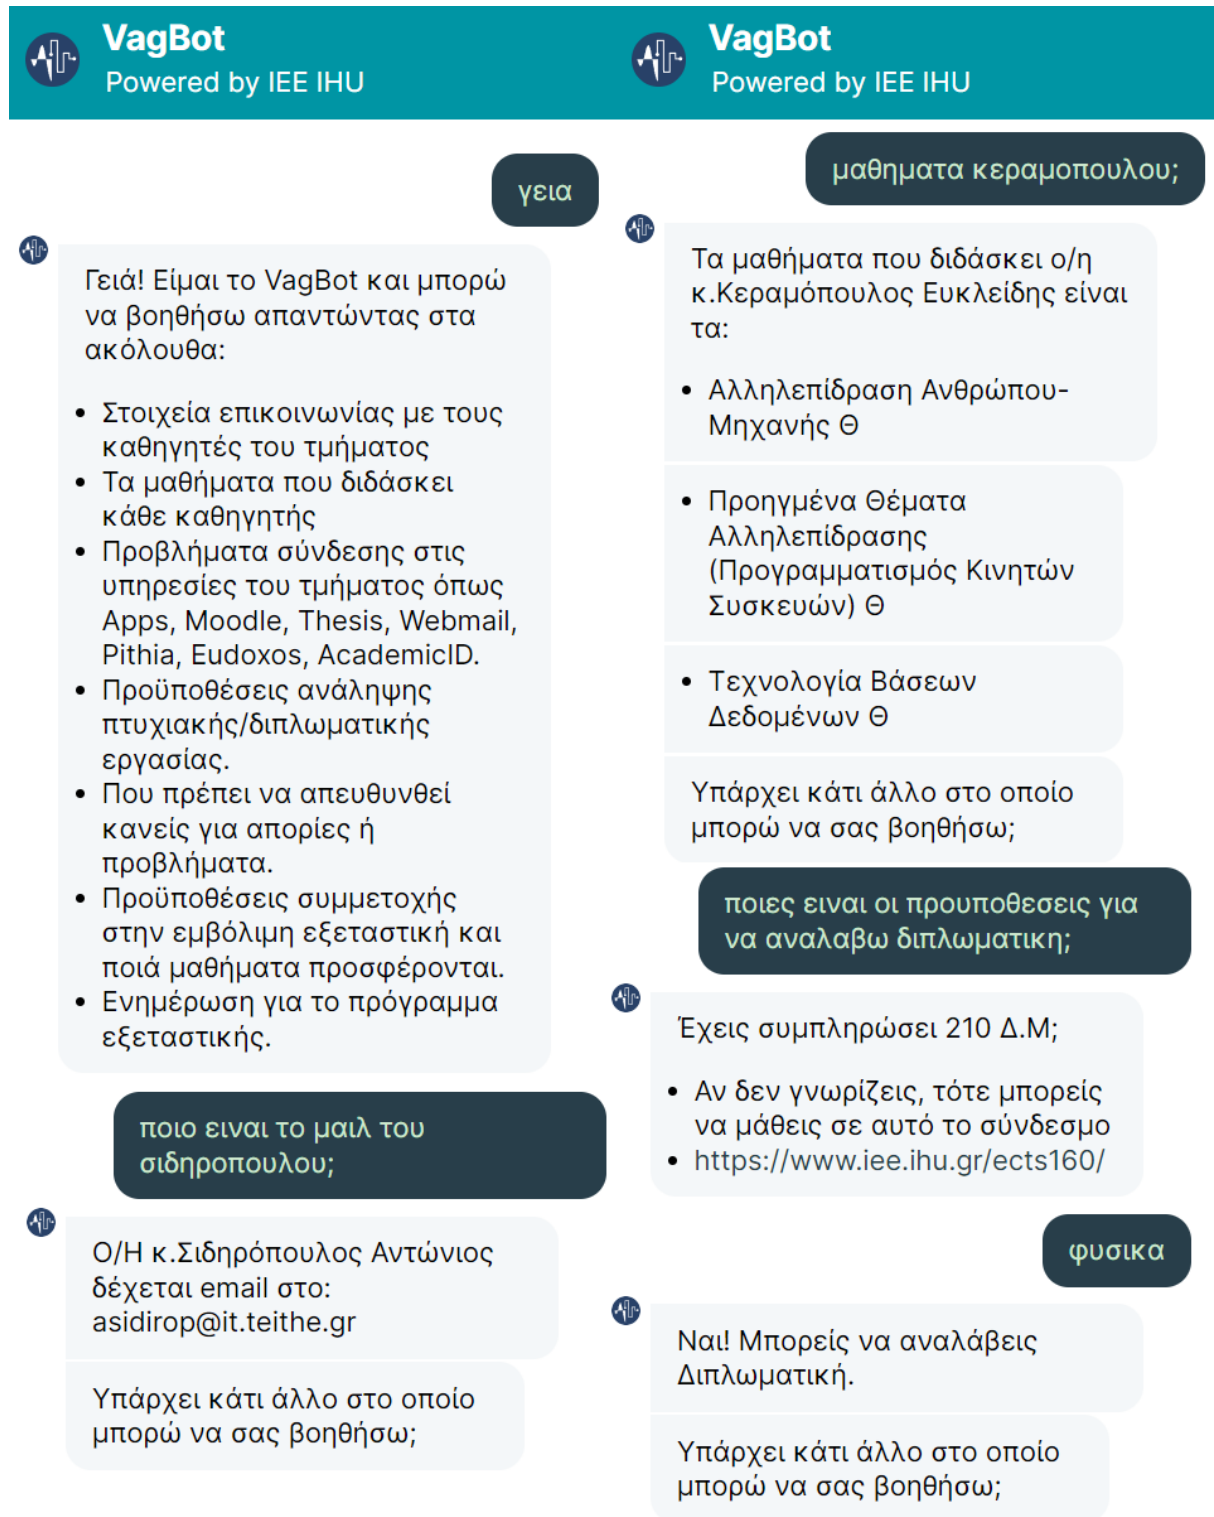 VagBot
Powered by IEE IHU
γεια
Γειά! Είμαι το VagBot και μπορώ
να βοηθήσω απαντώντας στα
ακόλουθα:
• Στοιχεία επικοινωνίας με τους
καθηγητές του τμήματος
• Τα μαθήματα που διδάσκει
κάθε καθηγητής
• Προβλήματα σύνδεσης στις
υπηρεσίες του τμήματος όπως
Apps, Moodle, Thesis, Webmail,
Pithia, Eudoxos, AcademicID.
• Προϋποθέσεις ανάληψης
πτυχιακής/διπλωματικής
εργασίας.
• Που πρέπει να απευθυνθεί
κανείς για απορίες ή
προβλήματα.
• Προϋποθέσεις συμμετοχής
στην εμβόλιμη εξεταστική και
ποιά μαθήματα προσφέρονται.
• Ενημέρωση για το πρόγραμμα
εξεταστικής.
ποιο ειναι το μαιλ του
σιδηροπουλου;
Ο/Η κ.Σιδηρόπουλος Αντώνιος
δέχεται email στο:
asidirop@it.teithe.gr
Υπάρχει κάτι άλλο στο οποίο
μπορώ να σας βοηθήσω;
VagBot
Powered by IEE IHU
μαθηματα κεραμοπουλου;
Τα μαθήματα που διδάσκει ο/η
κ.Κεραμόπουλος Ευκλείδης είναι
τα:
• Αλληλεπίδραση Ανθρώπου-
Μηχανής Θ
• Προηγμένα Θέματα
Αλληλεπίδρασης
(Προγραμματισμός Κινητών
Συσκευών) Θ
• Τεχνολογία Βάσεων
Δεδομένων Θ
Υπάρχει κάτι άλλο στο οποίο
μπορώ να σας βοηθήσω;
ποιες ειναι οι προυποθεσεις για
να αναλαβω διπλωματικη;
Έχεις συμπληρώσει 210 Δ.Μ;
• Αν δεν γνωρίζεις, τότε μπορείς
να μάθεις σε αυτό το σύνδεσμο
• https://www.iee.ihu.gr/ects160/
φυσικα
Ναι! Μπορείς να αναλάβεις
Διπλωματική.
Υπάρχει κάτι άλλο στο οποίο
μπορώ να σας βοηθήσω;